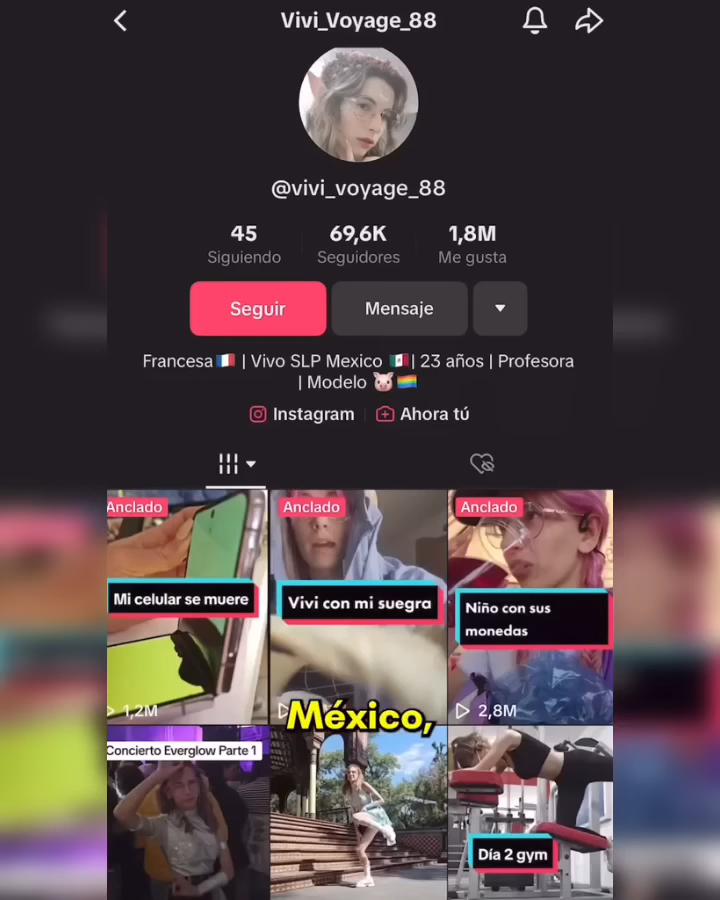 Vivi_Voyage_88
@vivi_voyage_88
45
69,6K
1,8M
Siguiendo
Seguidores
Me gusta
Seguir
Mensaje
Francesa🇫🇷 | Vivo SLP Mexico 🇲🇽| 23 años | Profesora
| Modelo 🐷🏳️‍🌈
Instagram
Ahora tú
Anclado
Anclado
Anclado
Mi celular se muere
Vivi con mi suegra
Niño con sus
monedas
1,2M
2,8M
México,
Concierto Everglow Parte 1
Día 2 gym